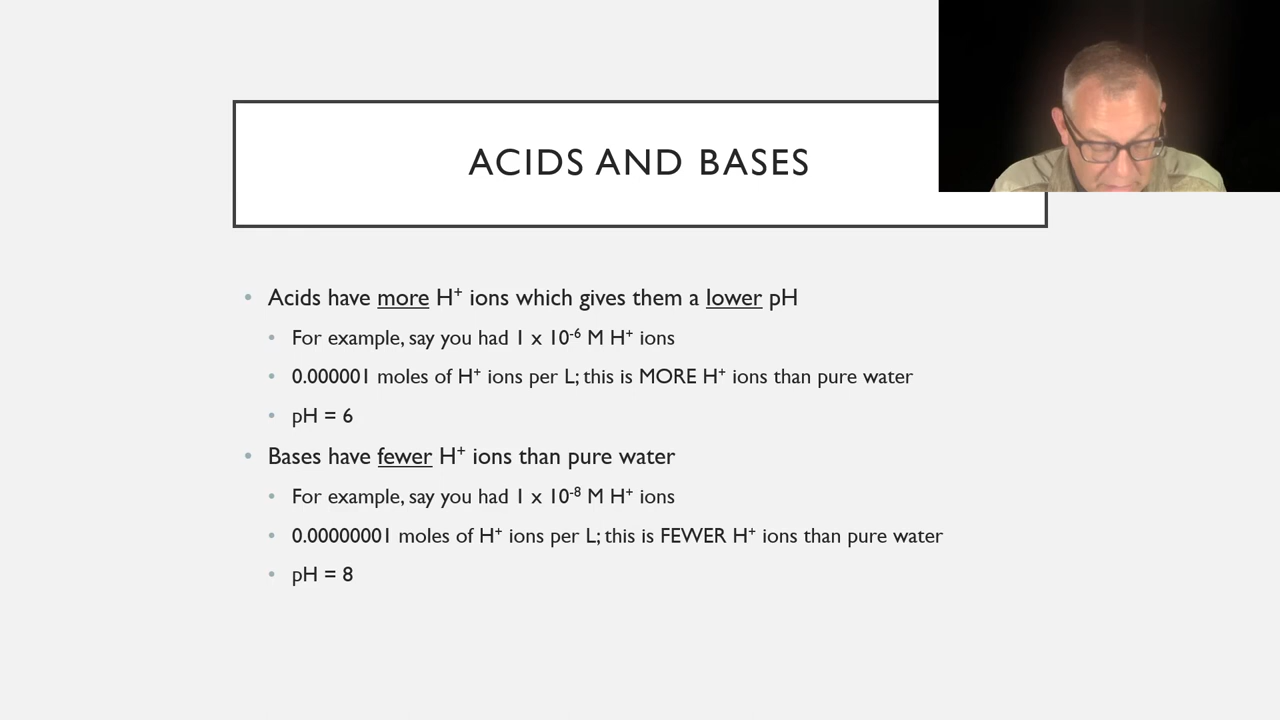 ACIDS AND BASES
• Acids have more H⁺ ions which gives them a lower pH
• For example, say you had 1 x 10⁻⁶ M H⁺ ions
• 0.000001 moles of H⁺ ions per L; this is MORE H⁺ ions than pure water
• pH = 6
• Bases have fewer H⁺ ions than pure water
• For example, say you had 1 x 10⁻⁸ M H⁺ ions
• 0.00000001 moles of H⁺ ions per L; this is FEWER H⁺ ions than pure water
• pH = 8